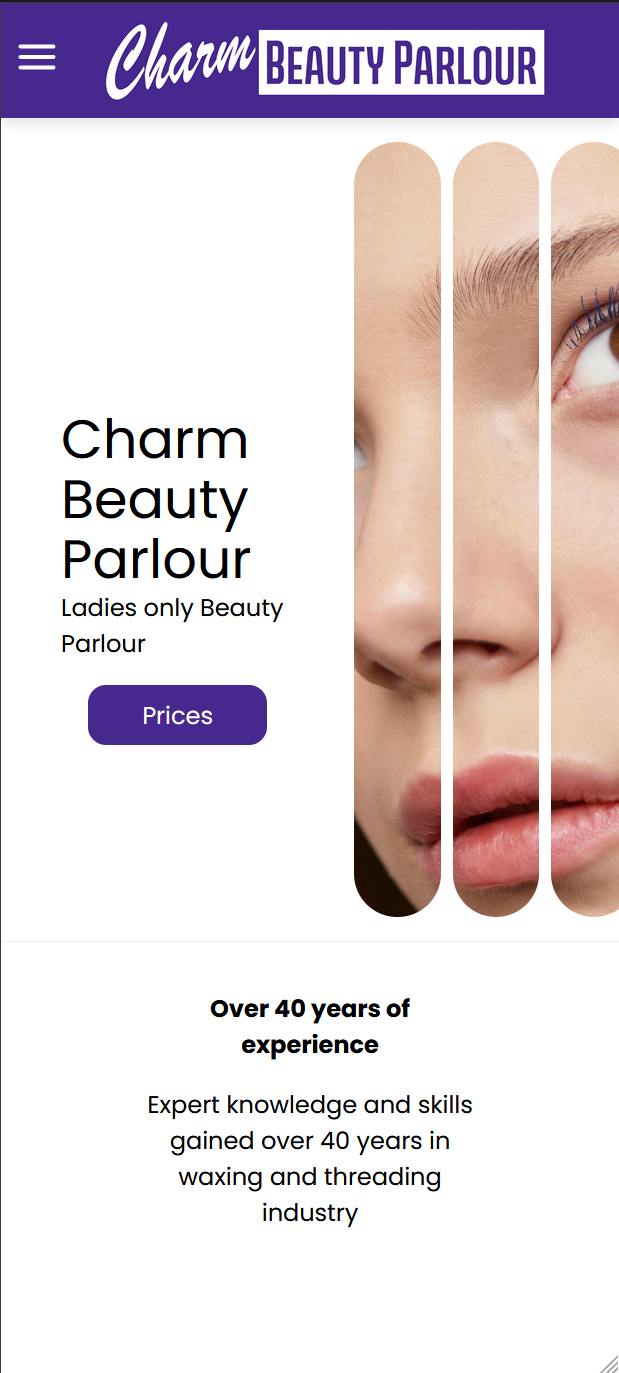 Charm BEAUTY PARLOUR
Charm
Beauty
Parlour
Ladies only Beauty
Parlour
Prices
Over 40 years of
experience
Expert knowledge and skills
gained over 40 years in
waxing and threading
industry